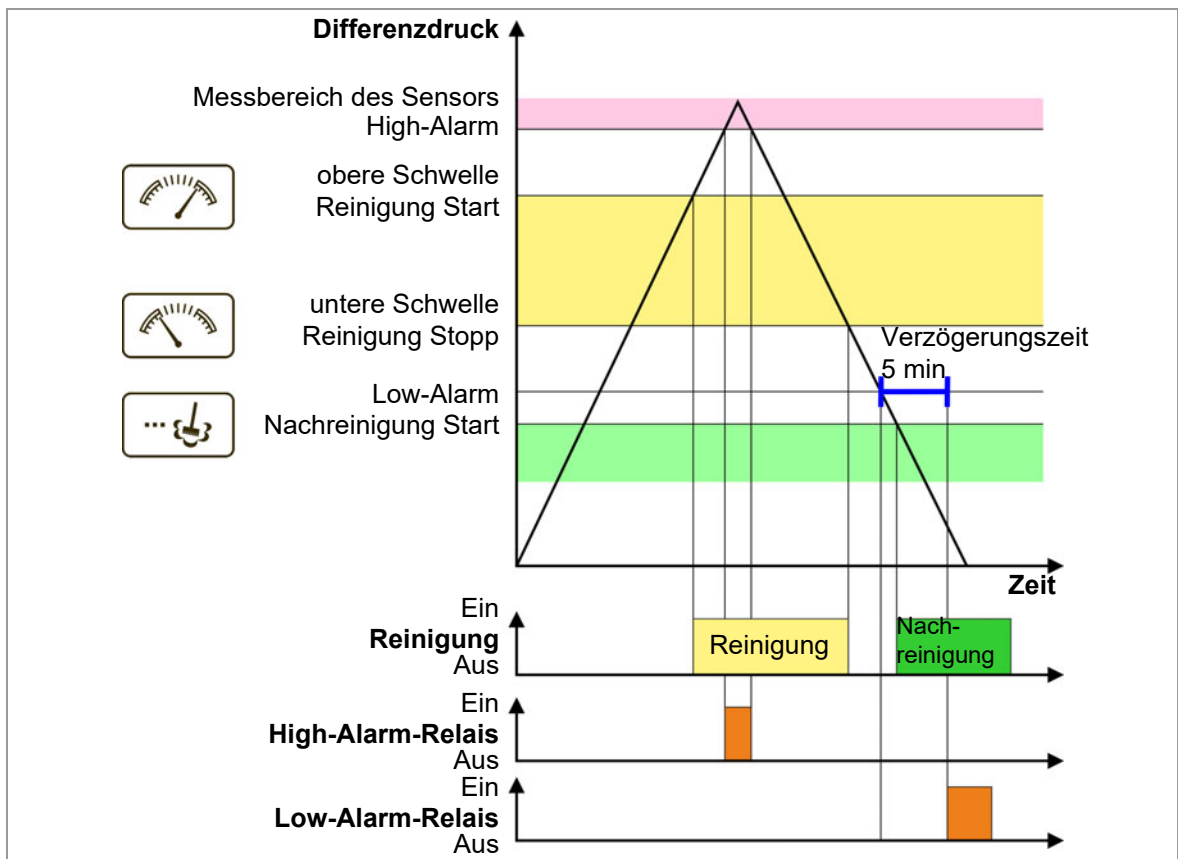 Differenzdruck
Messbereich des Sensors
High-Alarm
obere Schwelle
Reinigung Start
untere Schwelle
Reinigung Stopp
Verzögerungszeit
5 min
Low-Alarm
Nachreinigung Start
Zeit
Ein
Reinigung
Aus
Reinigung
Nach-
reinigung
Ein
High-Alarm-Relais
Aus
Ein
Low-Alarm-Relais
Aus